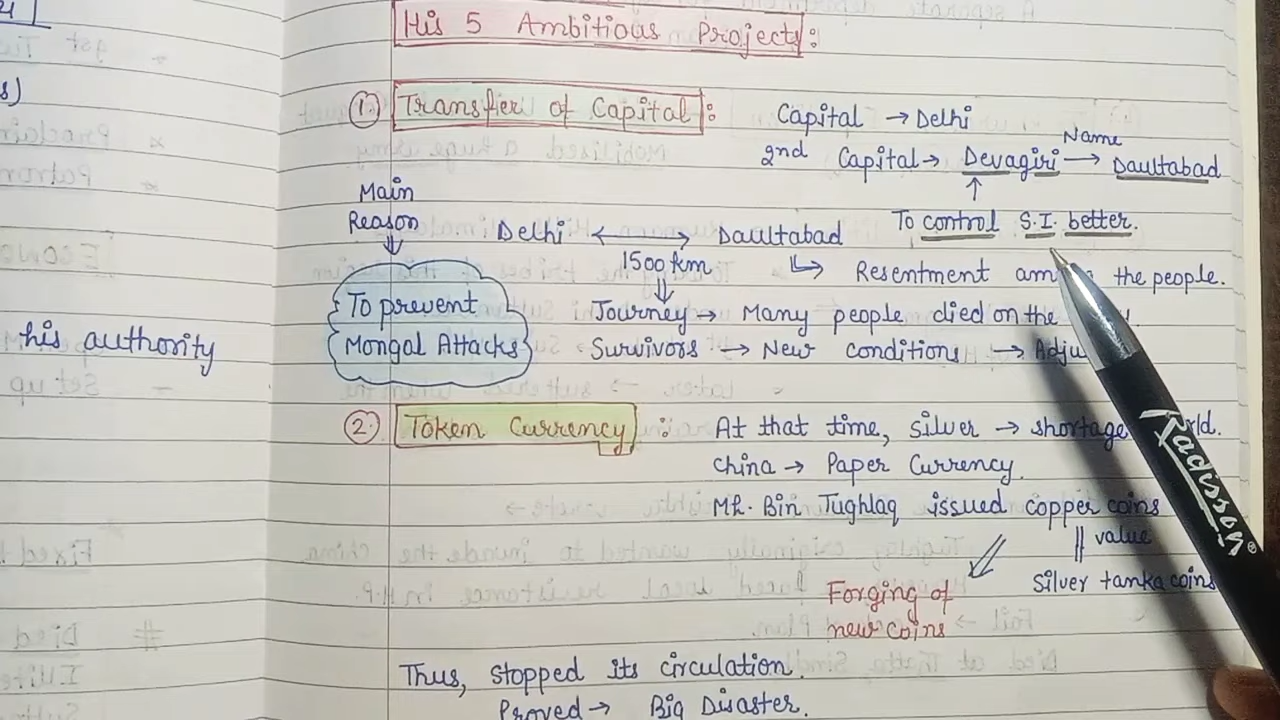 His 5 Ambitious Projects:
1. Transfer of Capital:
Capital → Delhi
2nd Capital → Devagiri → Name Daultabad
↑
To control S.I. better.
Main
Reason
Delhi ↔ Daultabad
1500 km
Resentment am the people.
To prevent
Mongal Attacks
Journey → Many people died on the
Survivors → New conditions → Adju
his authority
2. Token Currency :
At that time, Silver → shortage
China → Paper Currency.
Mh. Bin Tughlaq issued copper coins
|| value
Silver tanka coins
Forging of
new coins
Thus, stopped its circulation.
Proved → Big Disaster.
Radisson®
s)